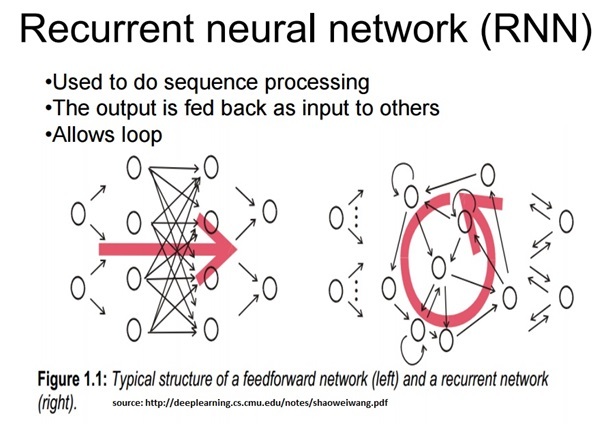 Recurrent neural network (RNN)
•Used to do sequence processing
•The output is fed back as input to others
•Allows loop
Figure 1.1: Typical structure of a feedforward network (left) and a recurrent network
(right). source: http://deeplearning.cs.cmu.edu/notes/shaoweiwang.pdf